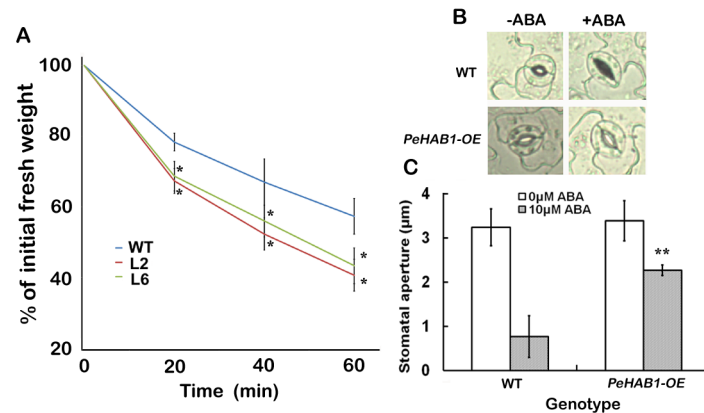 A
% of initial fresh weight
100
80
60
40
20
0
20
40
60
Time (min)
WT
L2
L6
*
*
*
*
*
*
B
-ABA
+ABA
WT
PeHAB1-OE
C
Stomatal aperture (μm)
4
3
2
1
0
0μM ABA
10μM ABA
**
WT
PeHAB1-OE
Genotype